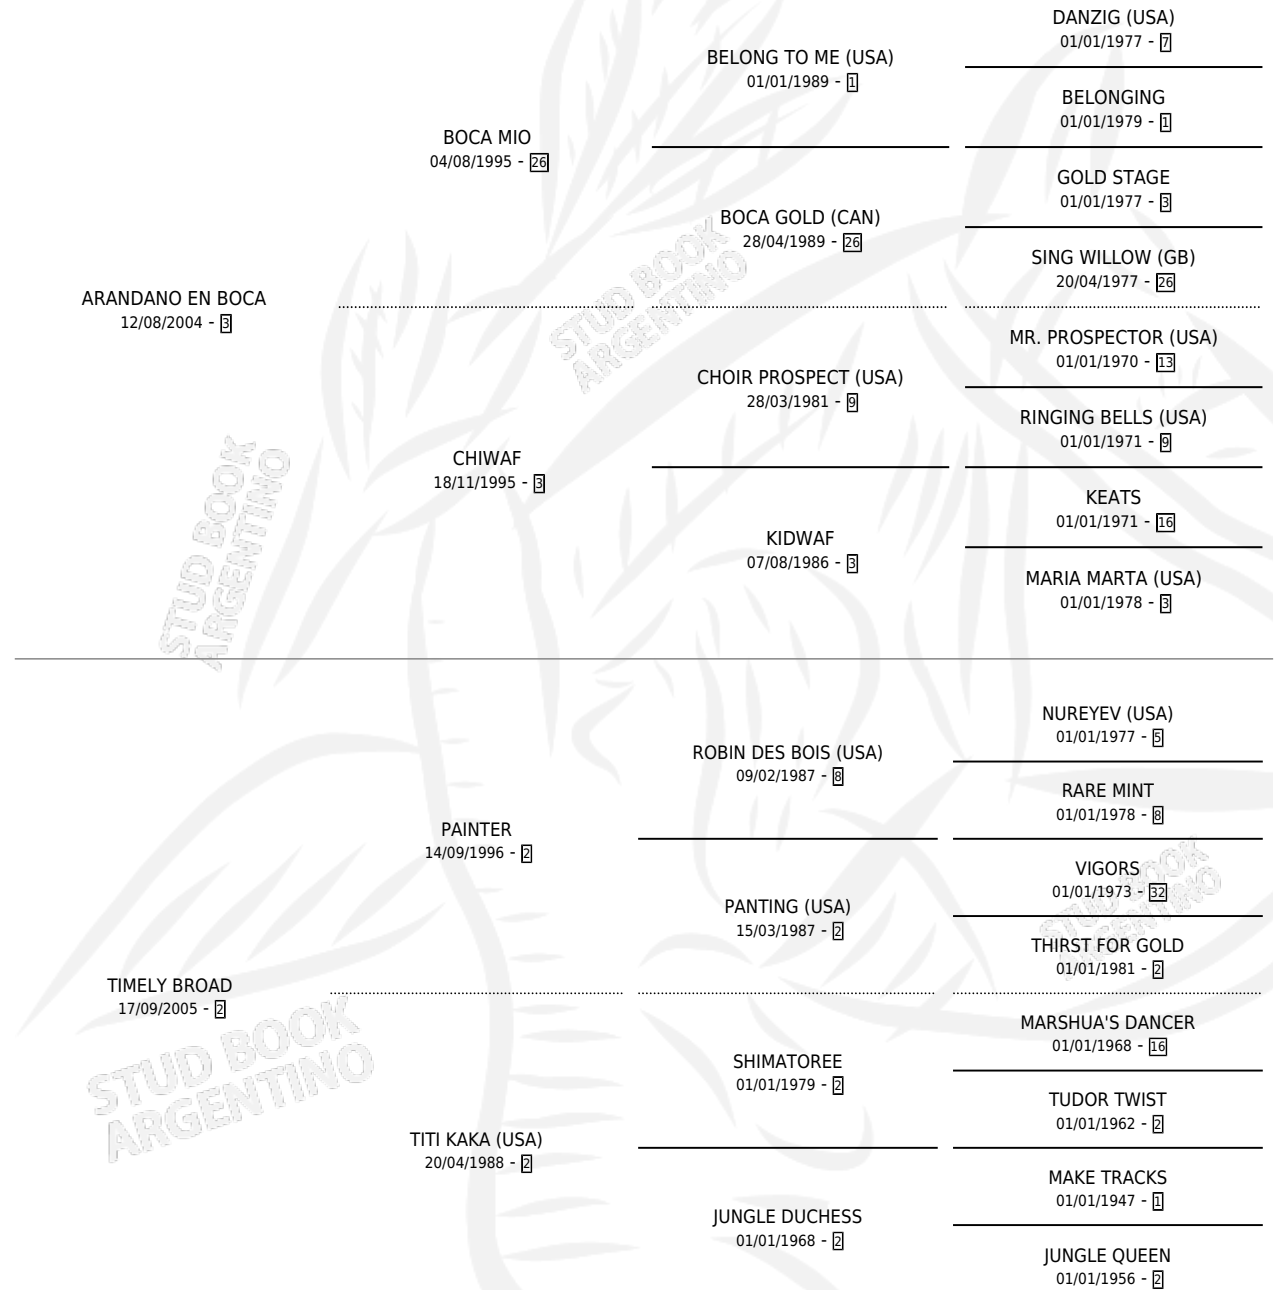 DANZIG (USA)
01/01/1977 - 7
BELONG TO ME (USA)
01/01/1989 - 1
BELONGING
01/01/1979 - 1
BOCA MIO
04/08/1995 - 26
GOLD STAGE
01/01/1977 - 3
BOCA GOLD (CAN)
28/04/1989 - 26
SING WILLOW (GB)
20/04/1977 - 26
ARANDANO EN BOCA
12/08/2004 - 3
MR. PROSPECTOR (USA)
01/01/1970 - 13
CHOIR PROSPECT (USA)
28/03/1981 - 9
RINGING BELLS (USA)
01/01/1971 - 9
CHIWAF
18/11/1995 - 3
KEATS
01/01/1971 - 16
KIDWAF
07/08/1986 - 3
MARIA MARTA (USA)
01/01/1978 - 3
NUREYEV (USA)
01/01/1977 - 5
ROBIN DES BOIS (USA)
09/02/1987 - 8
RARE MINT
01/01/1978 - 8
PAINTER
14/09/1996 - 2
VIGORS
01/01/1973 - 32
PANTING (USA)
15/03/1987 - 2
THIRST FOR GOLD
01/01/1981 - 2
TIMELY BROAD
17/09/2005 - 2
MARSHUA'S DANCER
01/01/1968 - 16
SHIMATOREE
01/01/1979 - 2
TUDOR TWIST
01/01/1962 - 2
TITI KAKA (USA)
20/04/1988 - 2
MAKE TRACKS
01/01/1947 - 1
JUNGLE DUCHESS
01/01/1968 - 2
JUNGLE QUEEN
01/01/1956 - 2
STUD BOOK
ARGENTINO
STUD BOOK
ARGENTINO
STUD BOOK
ARGENTINO
STUD BOOK
ARGENTINO